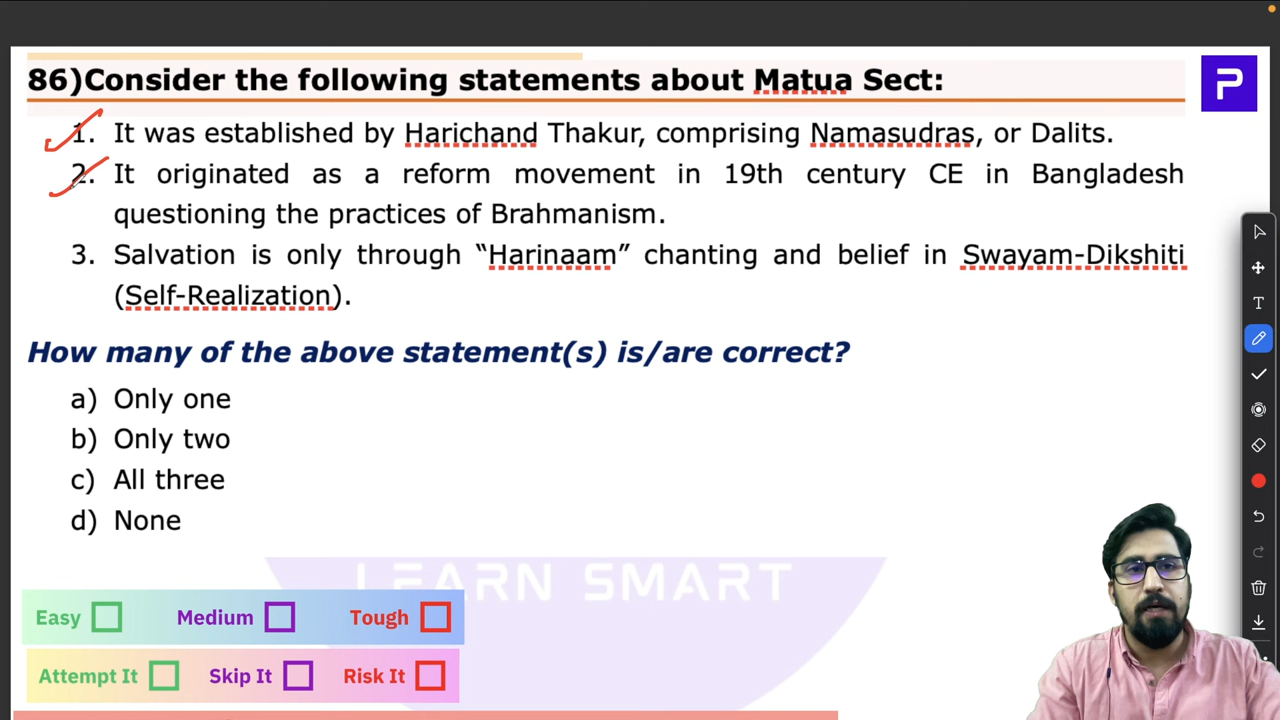 86)Consider the following statements about Matua Sect:
1. It was established by Harichand Thakur, comprising Namasudras, or Dalits.
2. It originated as a reform movement in 19th century CE in Bangladesh
questioning the practices of Brahmanism.
3. Salvation is only through “Harinaam” chanting and belief in Swayam-Dikshiti
(Self-Realization).
How many of the above statement(s) is/are correct?
a) Only one
b) Only two
c) All three
d) None
LEARN SMART
Easy Medium Tough
Attempt It Skip It Risk It
P
T